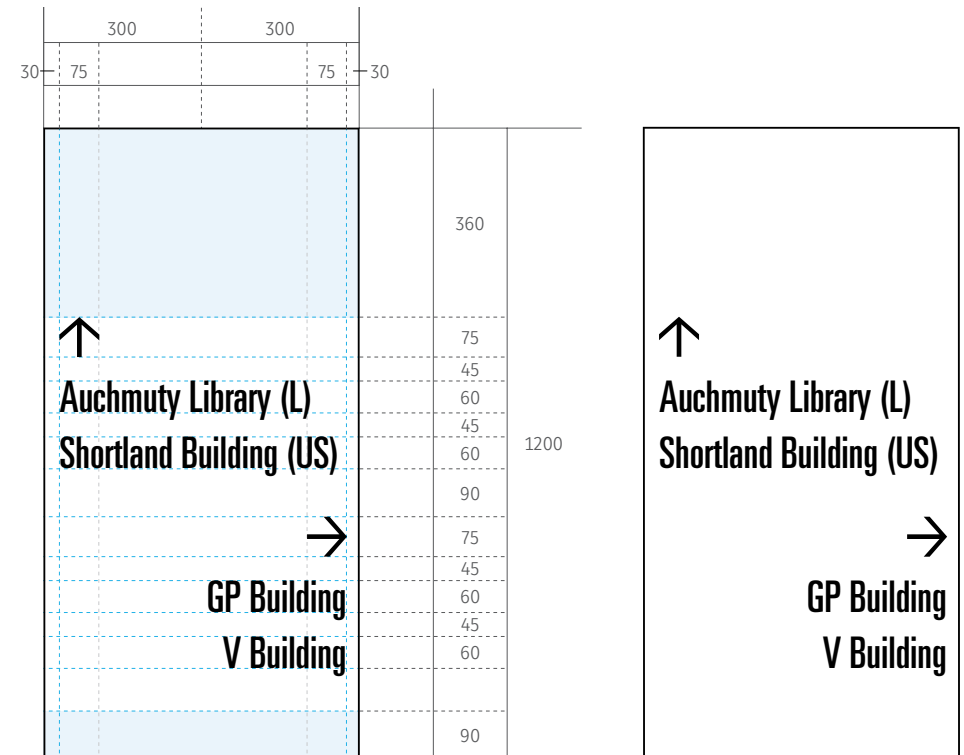 300 300
30 75 75 30
360
75
45
Auchmuty Library (L) 60 Auchmuty Library (L)
45
1200
Shortland Building (US) 60 Shortland Building (US)
90
75
45
GP Building 60 GP Building
45
V Building 60 V Building
90